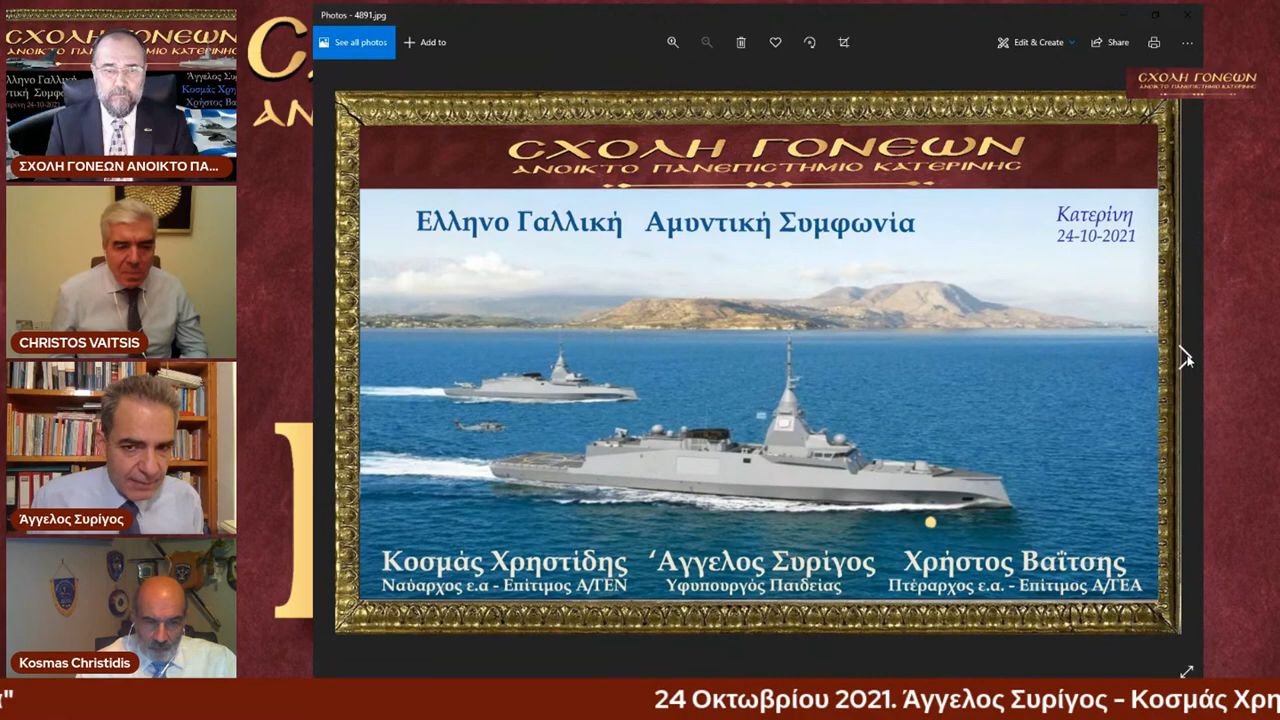 ΣΧΟΛΗ ΓΟΝΕΩΝ
ΣΧΟΛΗ ΓΟΝΕΩΝ ΑΝΟΙΚΤΟ ΠΑ...
CHRISTOS VAITSIS
Άγγελος Συρίγος
Kosmas Christidis
Photos - 4891.jpg
See all photos
Add to
Edit & Create
Share
ΣΧΟΛΗ ΓΟΝΕΩΝ
ΑΝΟΙΚΤΟ ΠΑΝΕΠΙΣΤΗΜΙΟ ΚΑΤΕΡΙΝΗΣ
ΣΧΟΛΗ ΓΟΝΕΩΝ
ΑΝΟΙΚΤΟ ΠΑΝΕΠΙΣΤΗΜΙΟ ΚΑΤΕΡΙΝΗΣ
Ελληνο Γαλλική Αμυντική Συμφωνία
Κατερίνη
24-10-2021
Κοσμάς Χρηστίδης
Ναύαρχος ε.α - Επίτιμος Α/ΓΕΝ
‘Αγγελος Συρίγος
Υφυπουργός Παιδείας
Χρήστος Βαΐτσης
Πτέραρχος ε.α. - Επίτιμος Α/ΓΕΑ
24 Οκτωβρίου 2021. Άγγελος Συρίγος - Κοσμάς Χρη